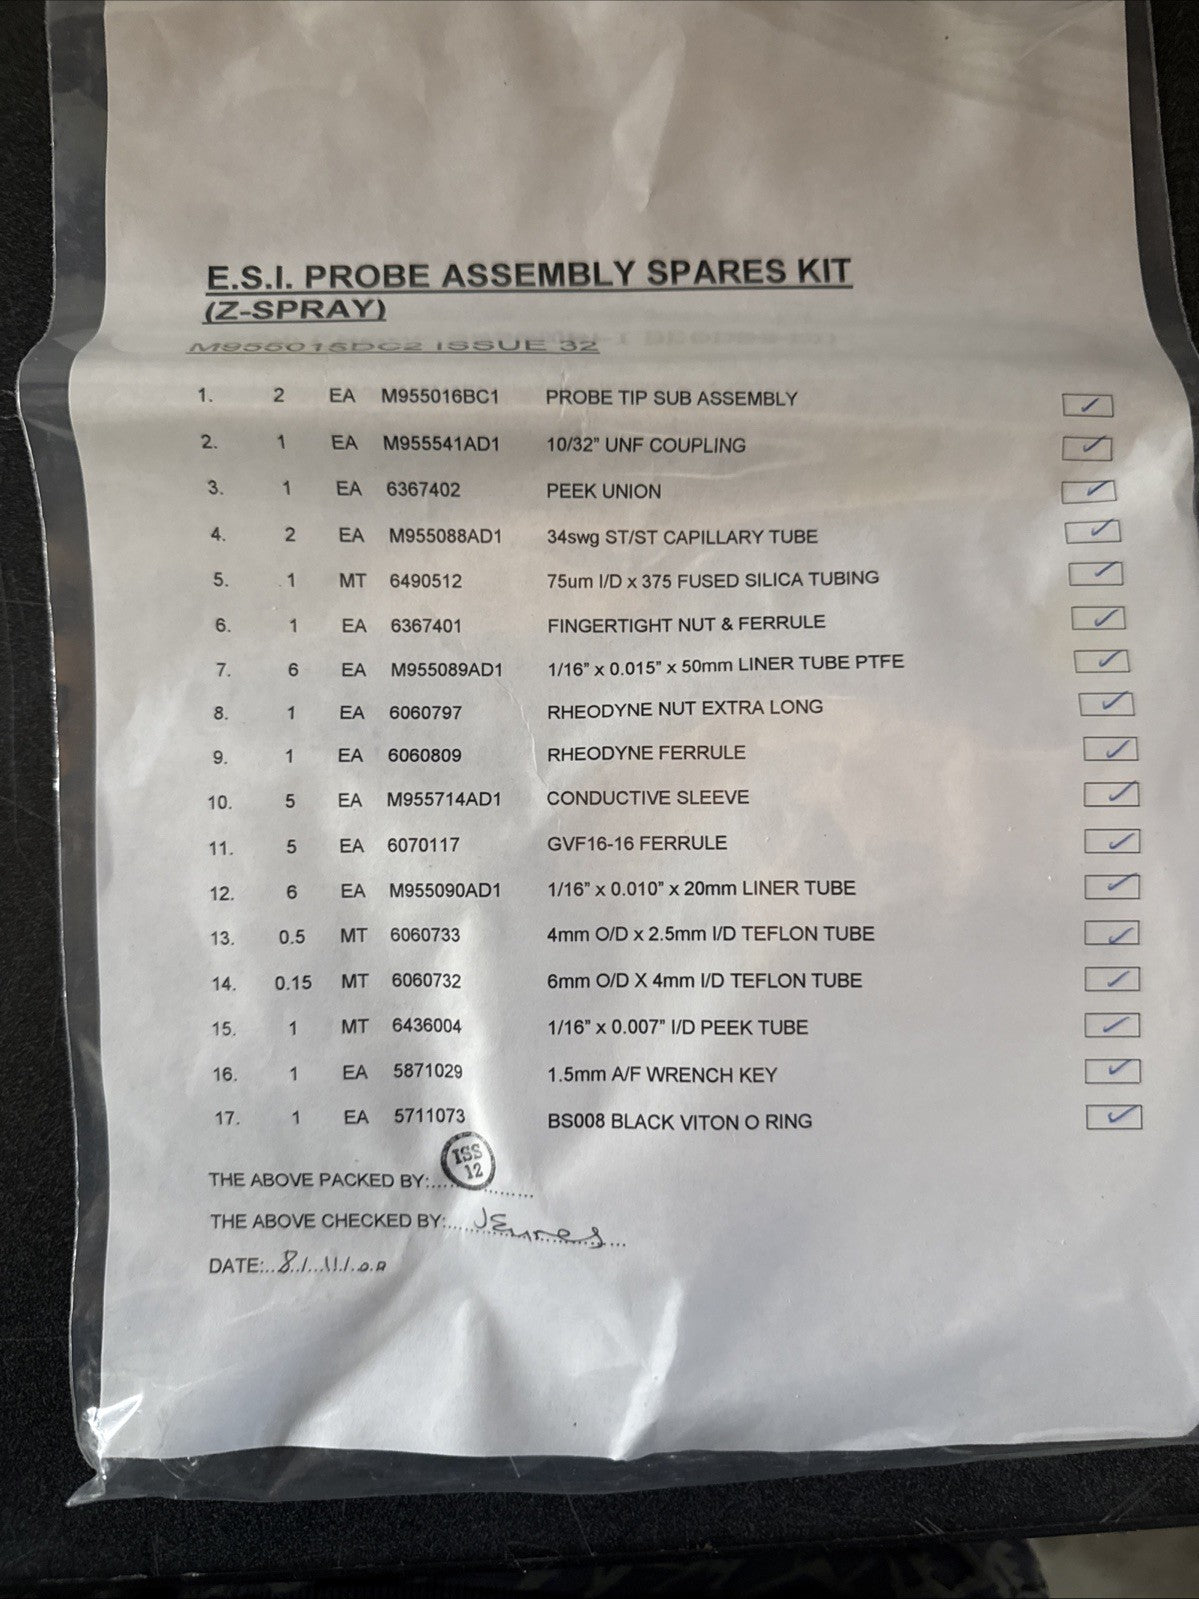 E.S.I. PROBE ASSEMBLY SPARES KIT
(Z-SPRAY)
M955015DC2 ISSUE 32
1. 2 EA M955016BC1 PROBE TIP SUB ASSEMBLY
2. 1 EA M955541AD1 10/32” UNF COUPLING
3. 1 EA 6367402 PEEK UNION
4. 2 EA M955088AD1 34swg ST/ST CAPILLARY TUBE
5. 1 MT 6490512 75um I/D x 375 FUSED SILICA TUBING
6. 1 EA 6367401 FINGERTIGHT NUT & FERRULE
7. 6 EA M955089AD1 1/16” x 0.015” x 50mm LINER TUBE PTFE
8. 1 EA 6060797 RHEODYNE NUT EXTRA LONG
9. 1 EA 6060809 RHEODYNE FERRULE
10. 5 EA M955714AD1 CONDUCTIVE SLEEVE
11. 5 EA 6070117 GVF16-16 FERRULE
12. 6 EA M955090AD1 1/16” x 0.010” x 20mm LINER TUBE
13. 0.5 MT 6060733 4mm O/D x 2.5mm I/D TEFLON TUBE
14. 0.15 MT 6060732 6mm O/D X 4mm I/D TEFLON TUBE
15. 1 MT 6436004 1/16” x 0.007” I/D PEEK TUBE
16. 1 EA 5871029 1.5mm A/F WRENCH KEY
17. 1 EA 5711073 BS008 BLACK VITON O RING
THE ABOVE PACKED BY:.... ISS 12
THE ABOVE CHECKED BY:....
DATE:..8/11/